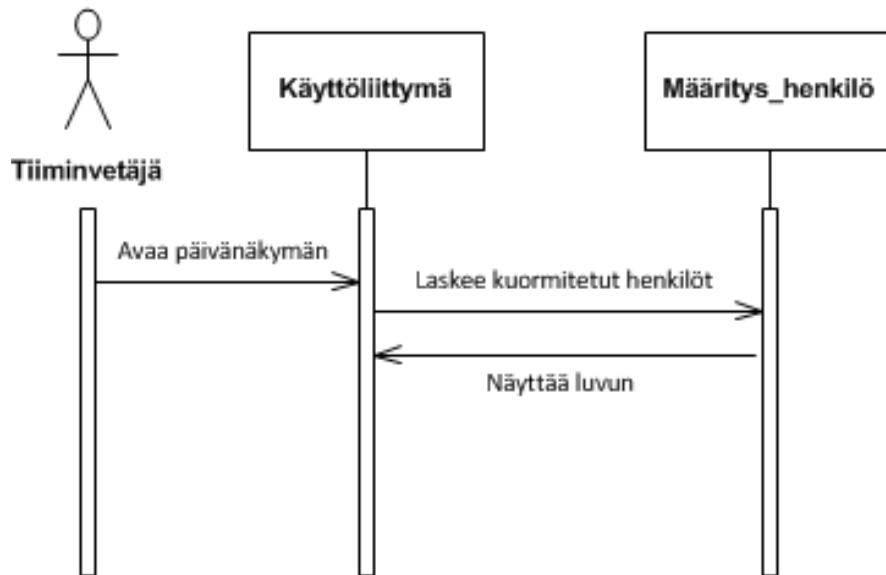 Käyttöliittymä
Määritys_henkilö
Tiiminvetäjä
Avaa päivänäkymän
Laskee kuormitetut henkilöt
Näyttää luvun